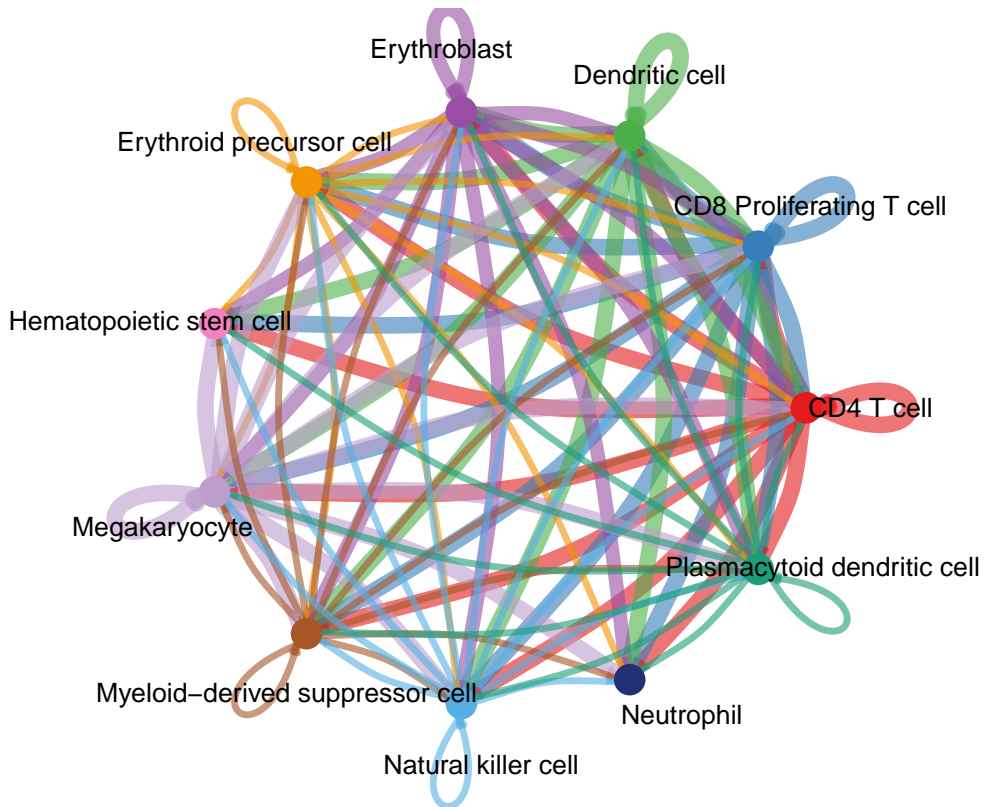 Erythroblast
Dendritic cell
Erythroid precursor cell
CD8 Proliferating T cell
Hematopoietic stem cell
CD4 T cell
Megakaryocyte
Plasmacytoid dendritic cell
Myeloid−derived suppressor cell
Neutrophil
Natural killer cell